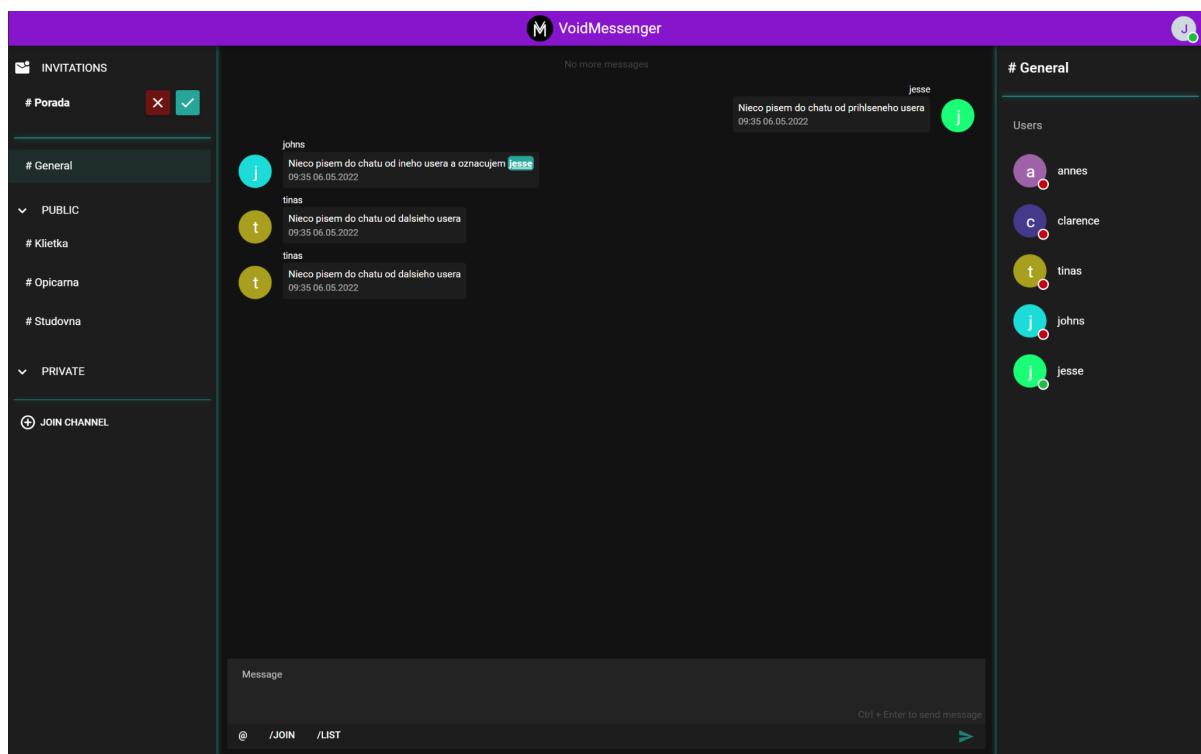 VoidMessenger
J
INVITATIONS
# Porada
# General
PUBLIC
# Klietka
# Opicarna
# Studovna
PRIVATE
JOIN CHANNEL
No more messages
jesse
Nieco pisem do chatu od prihlseneho usera
09:35 06.05.2022
j
johns
j
Nieco pisem do chatu od ineho usera a oznacujem jesse
09:35 06.05.2022
tinas
t
Nieco pisem do chatu od dalsieho usera
09:35 06.05.2022
tinas
t
Nieco pisem do chatu od dalsieho usera
09:35 06.05.2022
Message
Ctrl + Enter to send message
@ /JOIN /LIST
# General
Users
a annes
c clarence
t tinas
j johns
j jesse